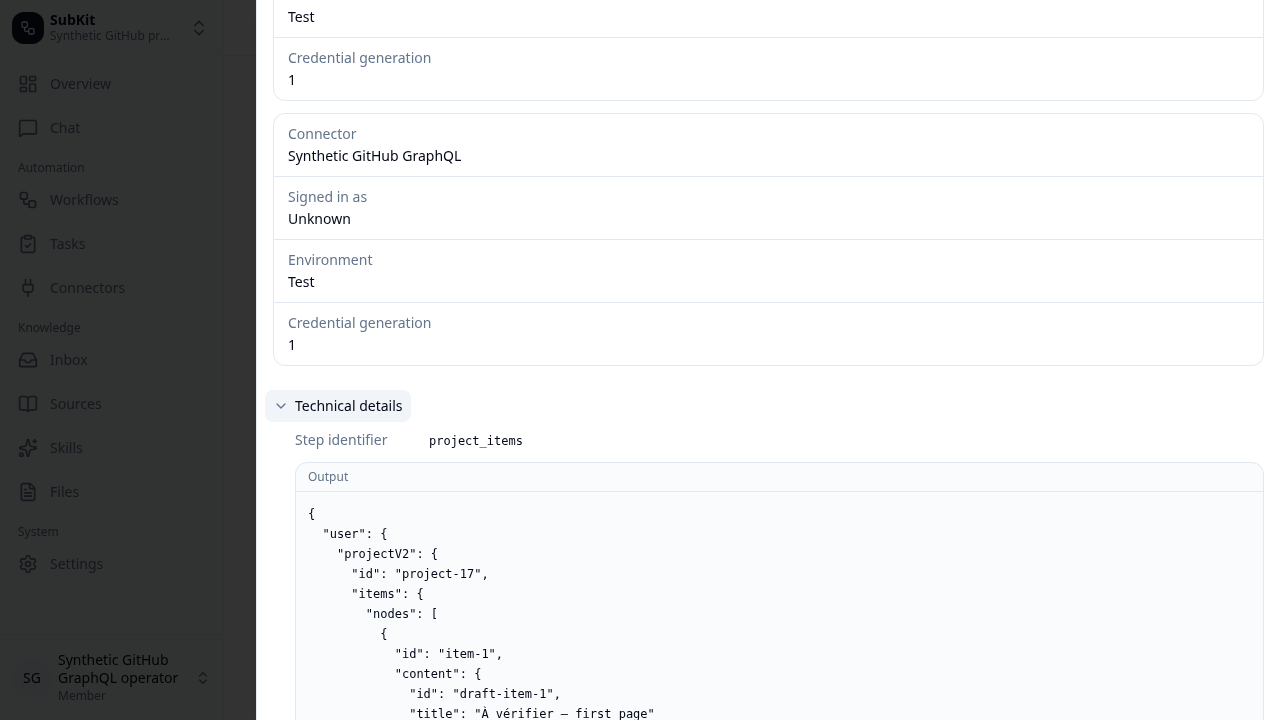 SubKit
Synthetic GitHub pr...
Overview
Chat
Automation
Workflows
Tasks
Connectors
Knowledge
Inbox
Sources
Skills
Files
System
Settings
SG
Synthetic GitHub
GraphQL operator
Member
Test
Credential generation
1
Connector
Synthetic GitHub GraphQL
Signed in as
Unknown
Environment
Test
Credential generation
1
Technical details
Step identifier project_items
Output
{
"user": {
"projectV2": {
"id": "project-17",
"items": {
"nodes": [
{
"id": "item-1",
"content": {
"id": "draft-item-1",
"title": "À vérifier — first page"